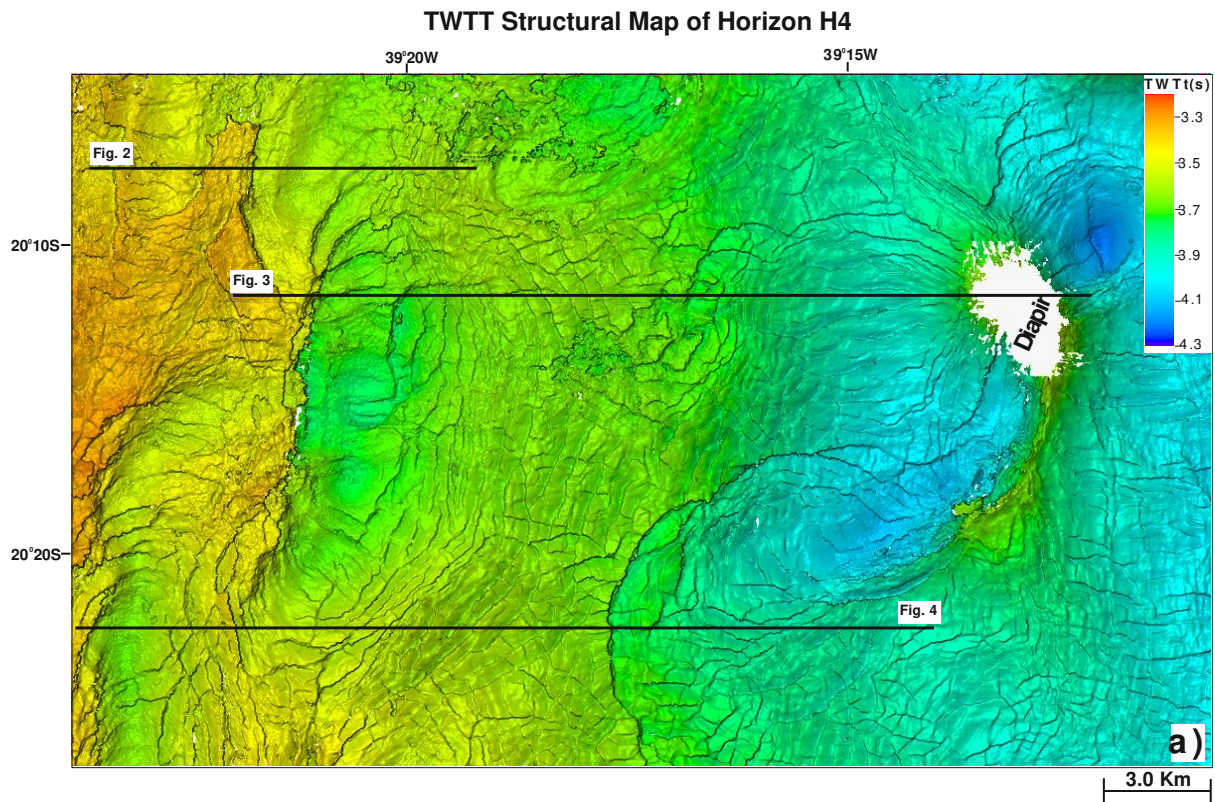 TWTT Structural Map of Horizon H4
39°20W
39°15W
TWTt(s)
-3.3
-3.5
-3.7
-3.9
-4.1
-4.3
Fig. 2
20°10S
Fig. 3
Diapir
20°20S
Fig. 4
a)
3.0 Km